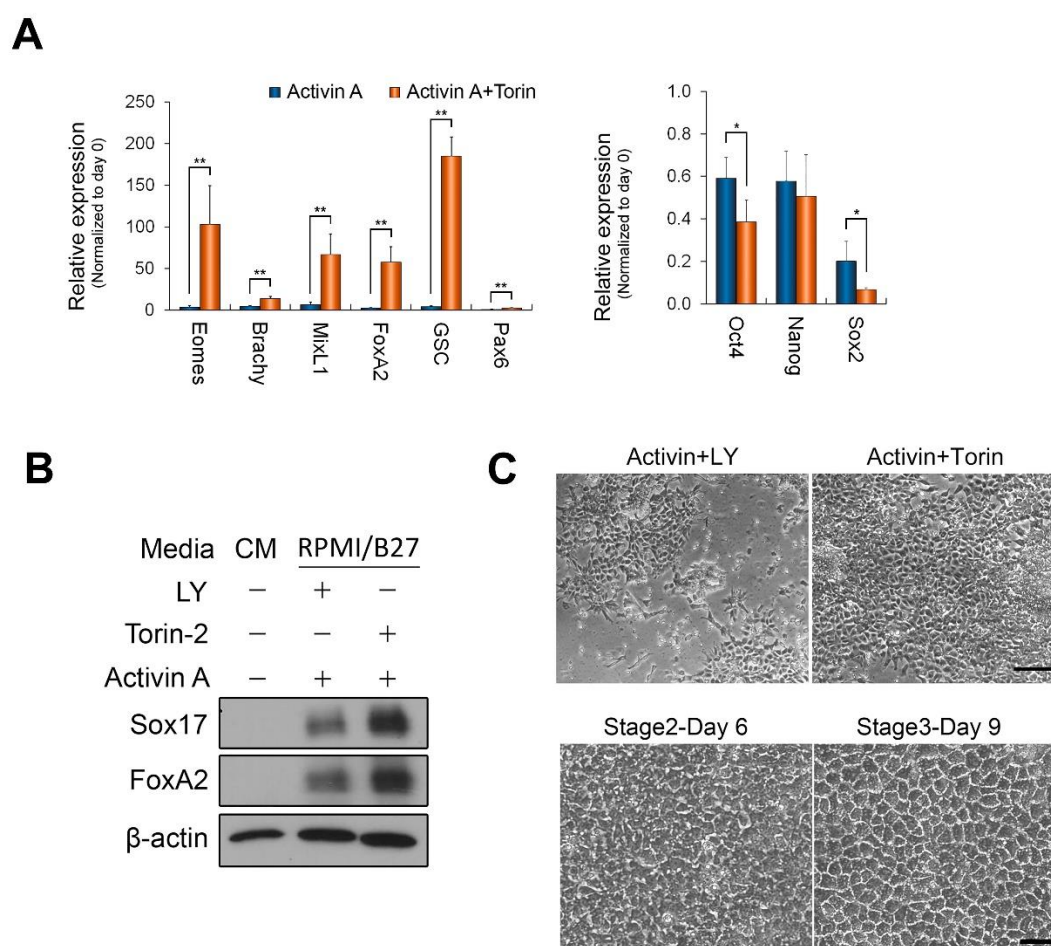 A
Activin A
Activin A+Torin
Relative expression
(Normalized to day 0)
250
200
150
100
50
0
**
**
**
**
**
**
Eomes
Brachy
MixL1
FoxA2
GSC
Pax6
Relative expression
(Normalized to day 0)
1.0
0.8
0.6
0.4
0.2
0.0
*
*
Oct4
Nanog
Sox2
B
Media CM RPMI/B27
LY − + −
Torin-2 − − +
Activin A − + +
Sox17
FoxA2
β-actin
C
Activin+LY
Activin+Torin
Stage2-Day 6
Stage3-Day 9